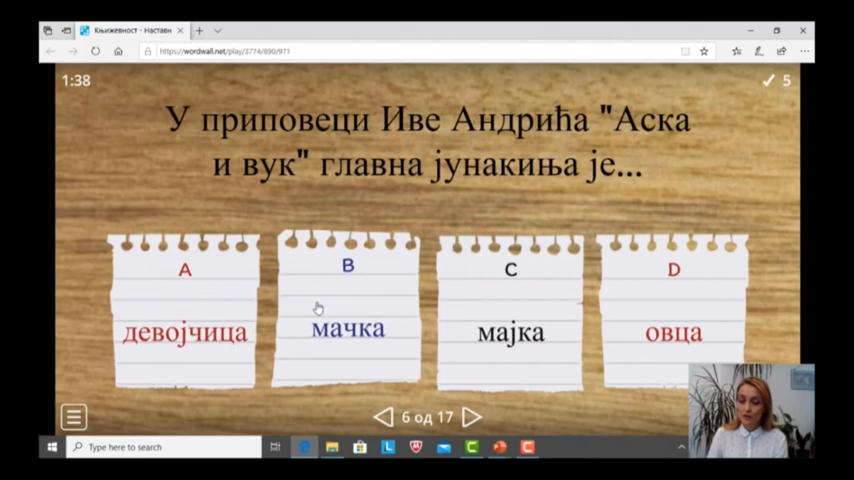 Књижевност - Наставн
https://wordwall.net/play/3774/890/971
1:38
5
У приповеци Иве Андрића "Аска
и вук" главна јунакиња је...
A
B
C
D
девојчица
мачка
мајка
овца
6 од 17
Type here to search